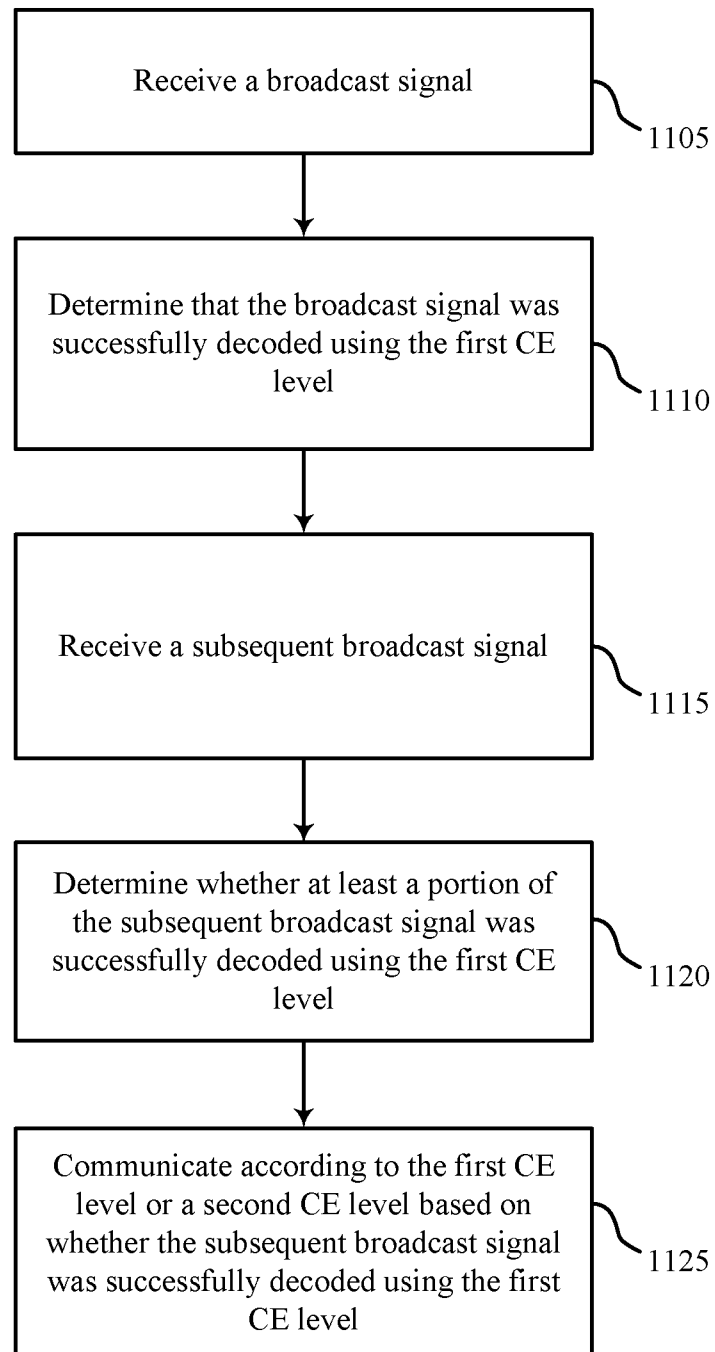 Receive a broadcast signal
1105
Determine that the broadcast signal was
successfully decoded using the first CE
level
1110
Receive a subsequent broadcast signal
1115
Determine whether at least a portion of
the subsequent broadcast signal was
successfully decoded using the first CE
level
1120
Communicate according to the first CE
level or a second CE level based on
whether the subsequent broadcast signal
was successfully decoded using the first
CE level
1125